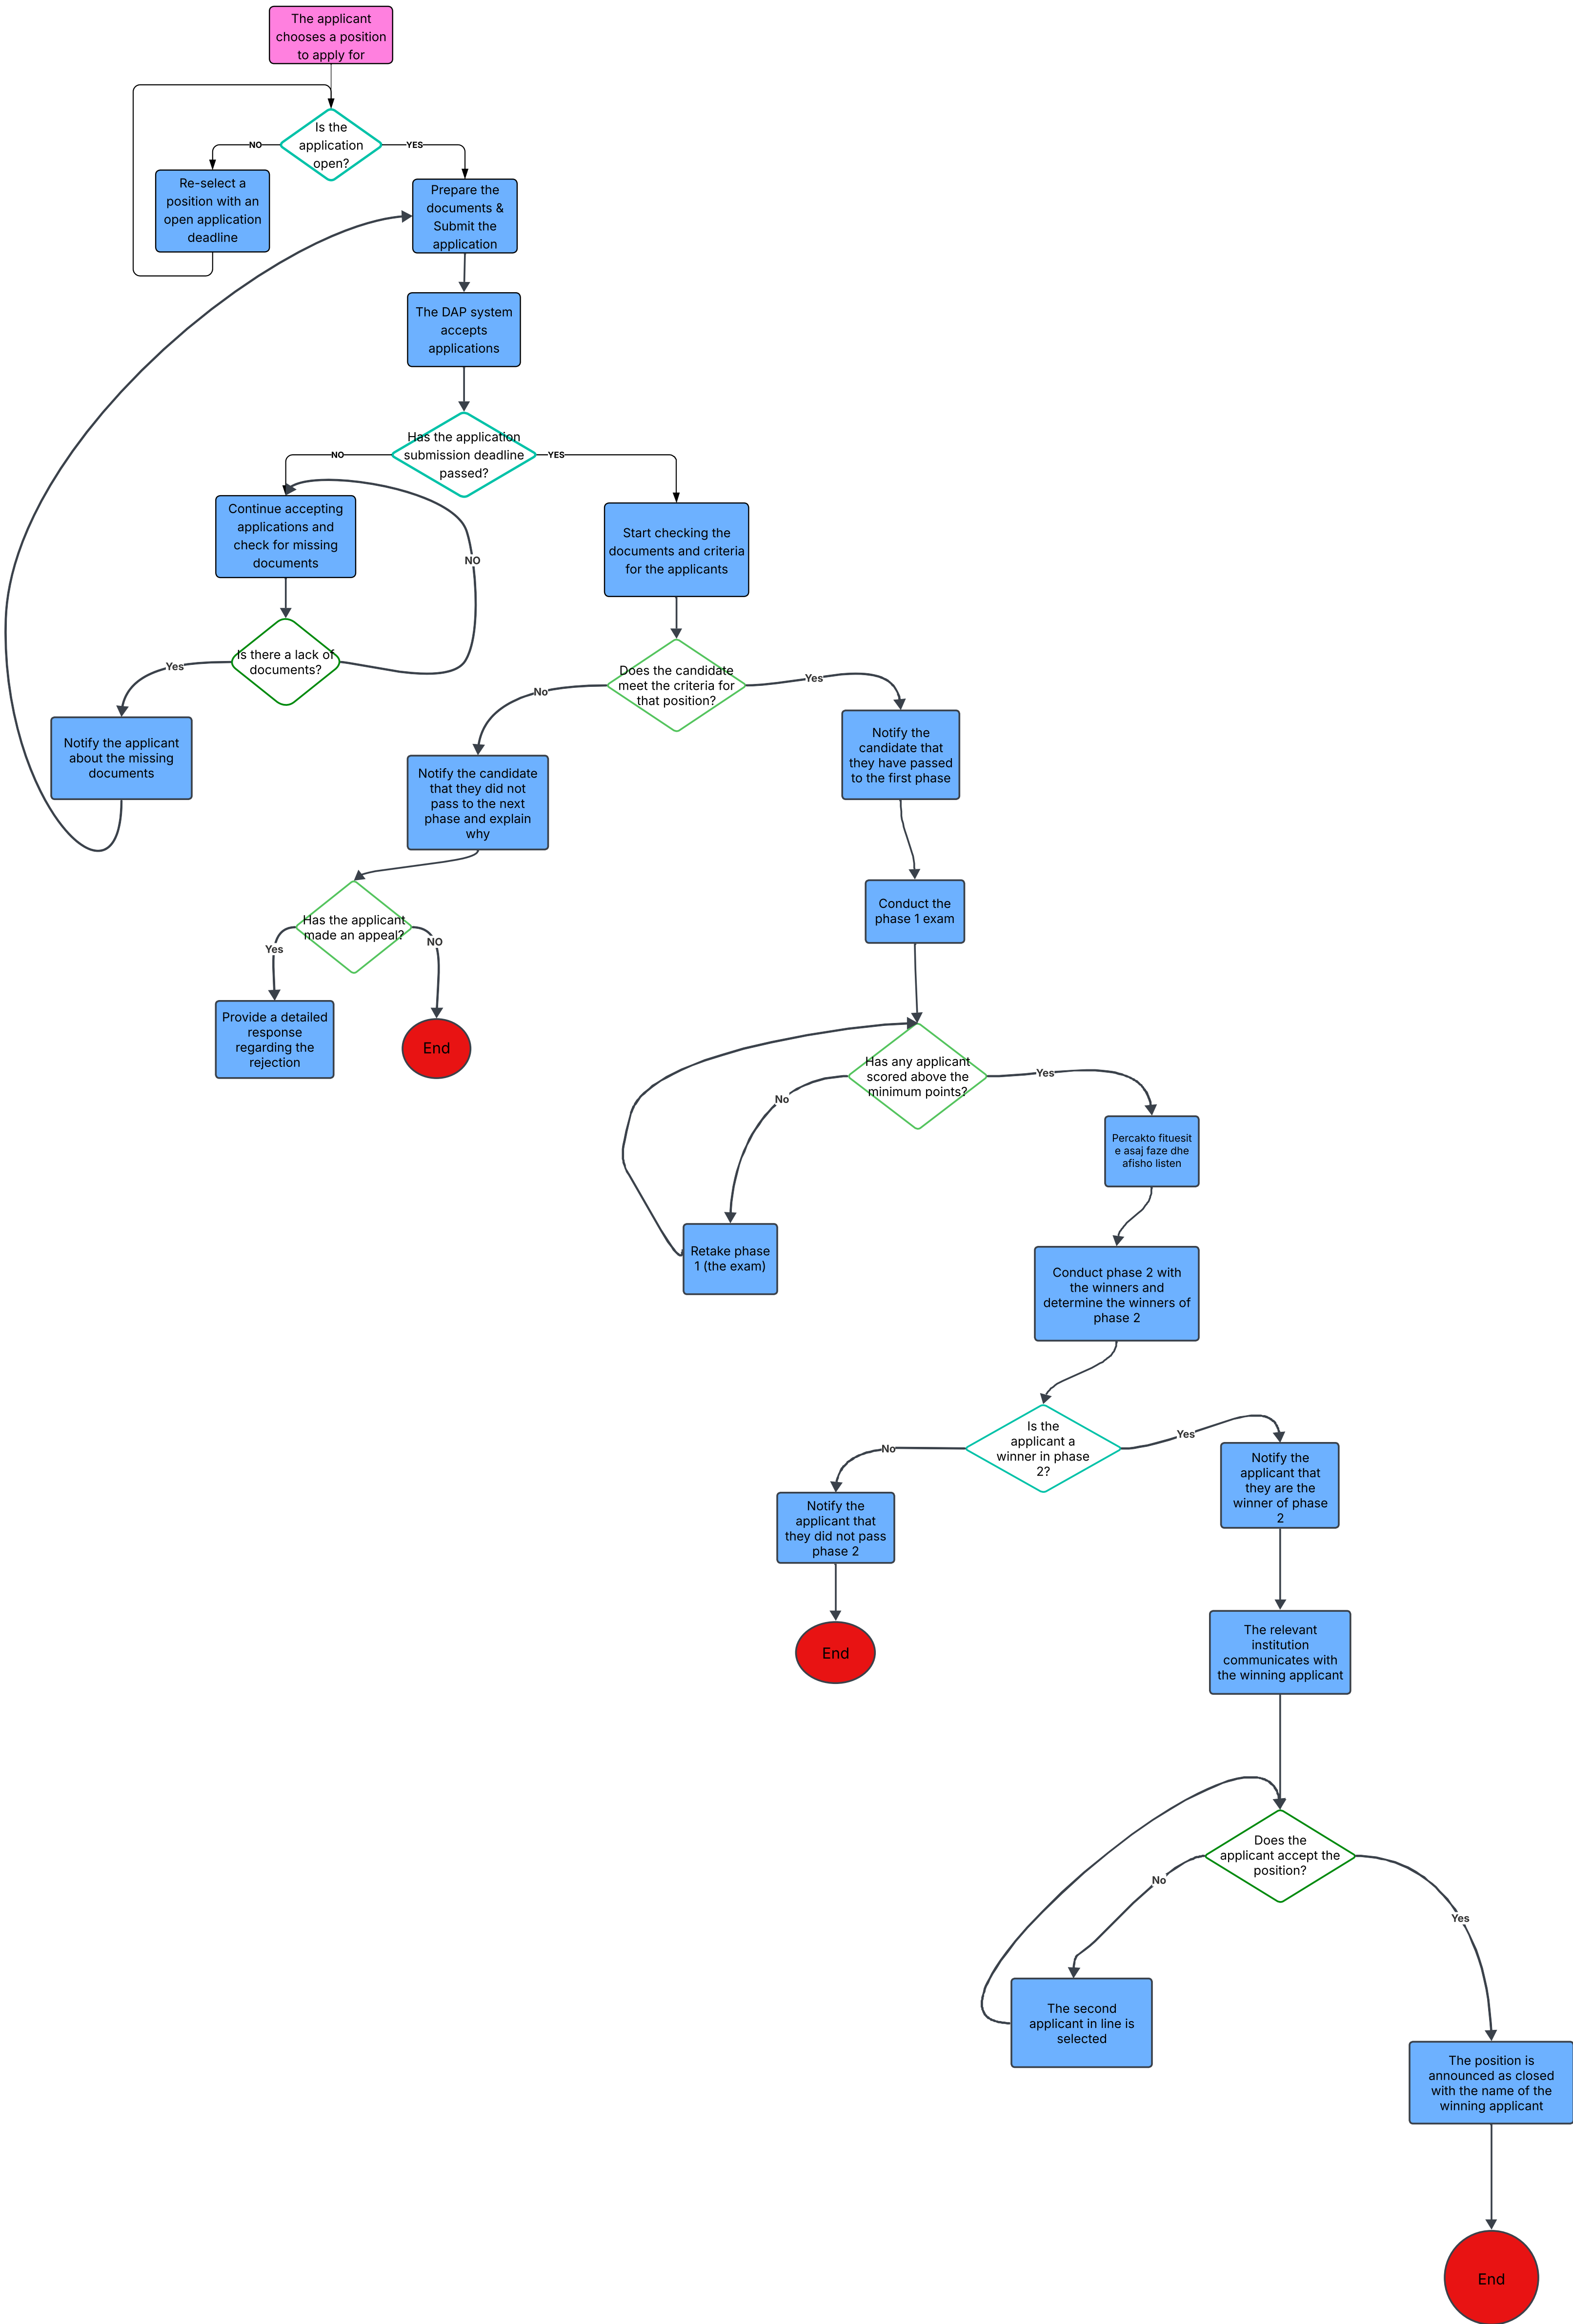 The applicant
chooses a position
to apply for
Is the
application
open?
NO
YES
Re-select a
position with an
open application
deadline
Prepare the
documents &
Submit the
application
The DAP system
accepts
applications
Has the application
submission deadline
passed?
NO
YES
Continue accepting
applications and
check for missing
documents
NO
Start checking the
documents and criteria
for the applicants
Is there a lack of
documents?
Yes
Does the candidate
meet the criteria for
that position?
No
Yes
Notify the applicant
about the missing
documents
Notify the candidate
that they did not
pass to the next
phase and explain
why
Notify the
candidate that
they have passed
to the first phase
Has the applicant
made an appeal?
Yes
NO
Conduct the
phase 1 exam
Provide a detailed
response
regarding the
rejection
End
Has any applicant
scored above the
minimum points?
No
Yes
Percakto fituesit
e asaj faze dhe
afisho listen
Retake phase
1 (the exam)
Conduct phase 2 with
the winners and
determine the winners of
phase 2
Is the
applicant a
winner in phase
2?
No
Yes
Notify the
applicant that
they did not pass
phase 2
Notify the
applicant that
they are the
winner of phase
2
End
The relevant
institution
communicates with
the winning applicant
Does the
applicant accept the
position?
No
Yes
The second
applicant in line is
selected
The position is
announced as closed
with the name of the
winning applicant
End